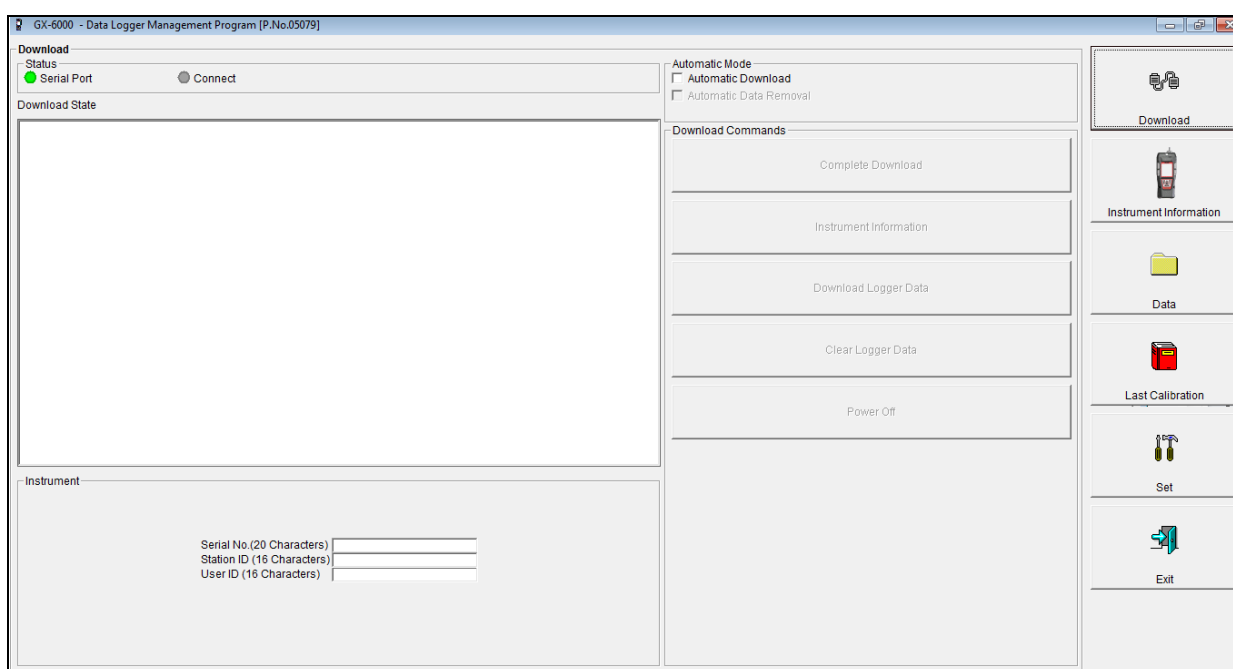 GX-6000 - Data Logger Management Program [P.No.05079]
Download
Status
Serial Port
Connect
Download State
Automatic Mode
Automatic Download
Automatic Data Removal
Download Commands
Complete Download
Instrument Information
Download Logger Data
Clear Logger Data
Power Off
Instrument
Serial No.(20 Characters)
Station ID (16 Characters)
User ID (16 Characters)
Download
Instrument Information
Data
Last Calibration
Set
Exit